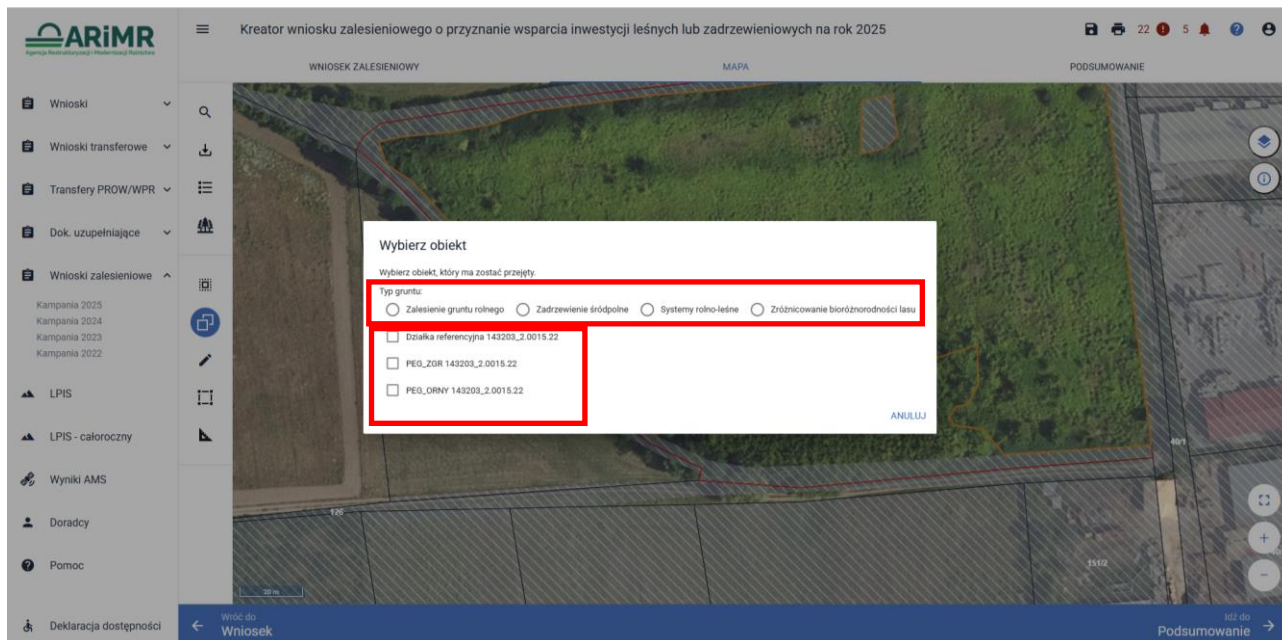 ARiMR
Agencja Restrukturyzacji i Modernizacji Rolnictwa
Kreator wniosku zalesieniowego o przyznanie wsparcia inwestycji leśnych lub zadrzewieniowych na rok 2025
22
5
WNIOSEK ZALESIENIOWY
MAPA
PODSUMOWANIE
Wnioski
Wnioski transferowe
Transfery PROW/WPR
Dok. uzupełniające
Wnioski zalesieniowe
Kampania 2025
Kampania 2024
Kampania 2023
Kampania 2022
LPIS
LPIS - całoroczny
Wyniki AMS
Doradcy
Pomoc
Deklaracja dostępności
Wybierz obiekt
Wybierz obiekt, który ma zostać przejęty.
Typ gruntu:
Zalesienie gruntu rolnego Zadrzewienie śródpolne Systemy rolno-leśne Zróżnicowanie bioróżnorodności lasu
Działka referencyjna 143203_2.0015.22
PEG_ZGR 143203_2.0015.22
PEG_ORNY 143203_2.0015.22
ANULUJ
40/1
126
151/2
20 m
Wróć do
Wniosek
Idź do
Podsumowanie